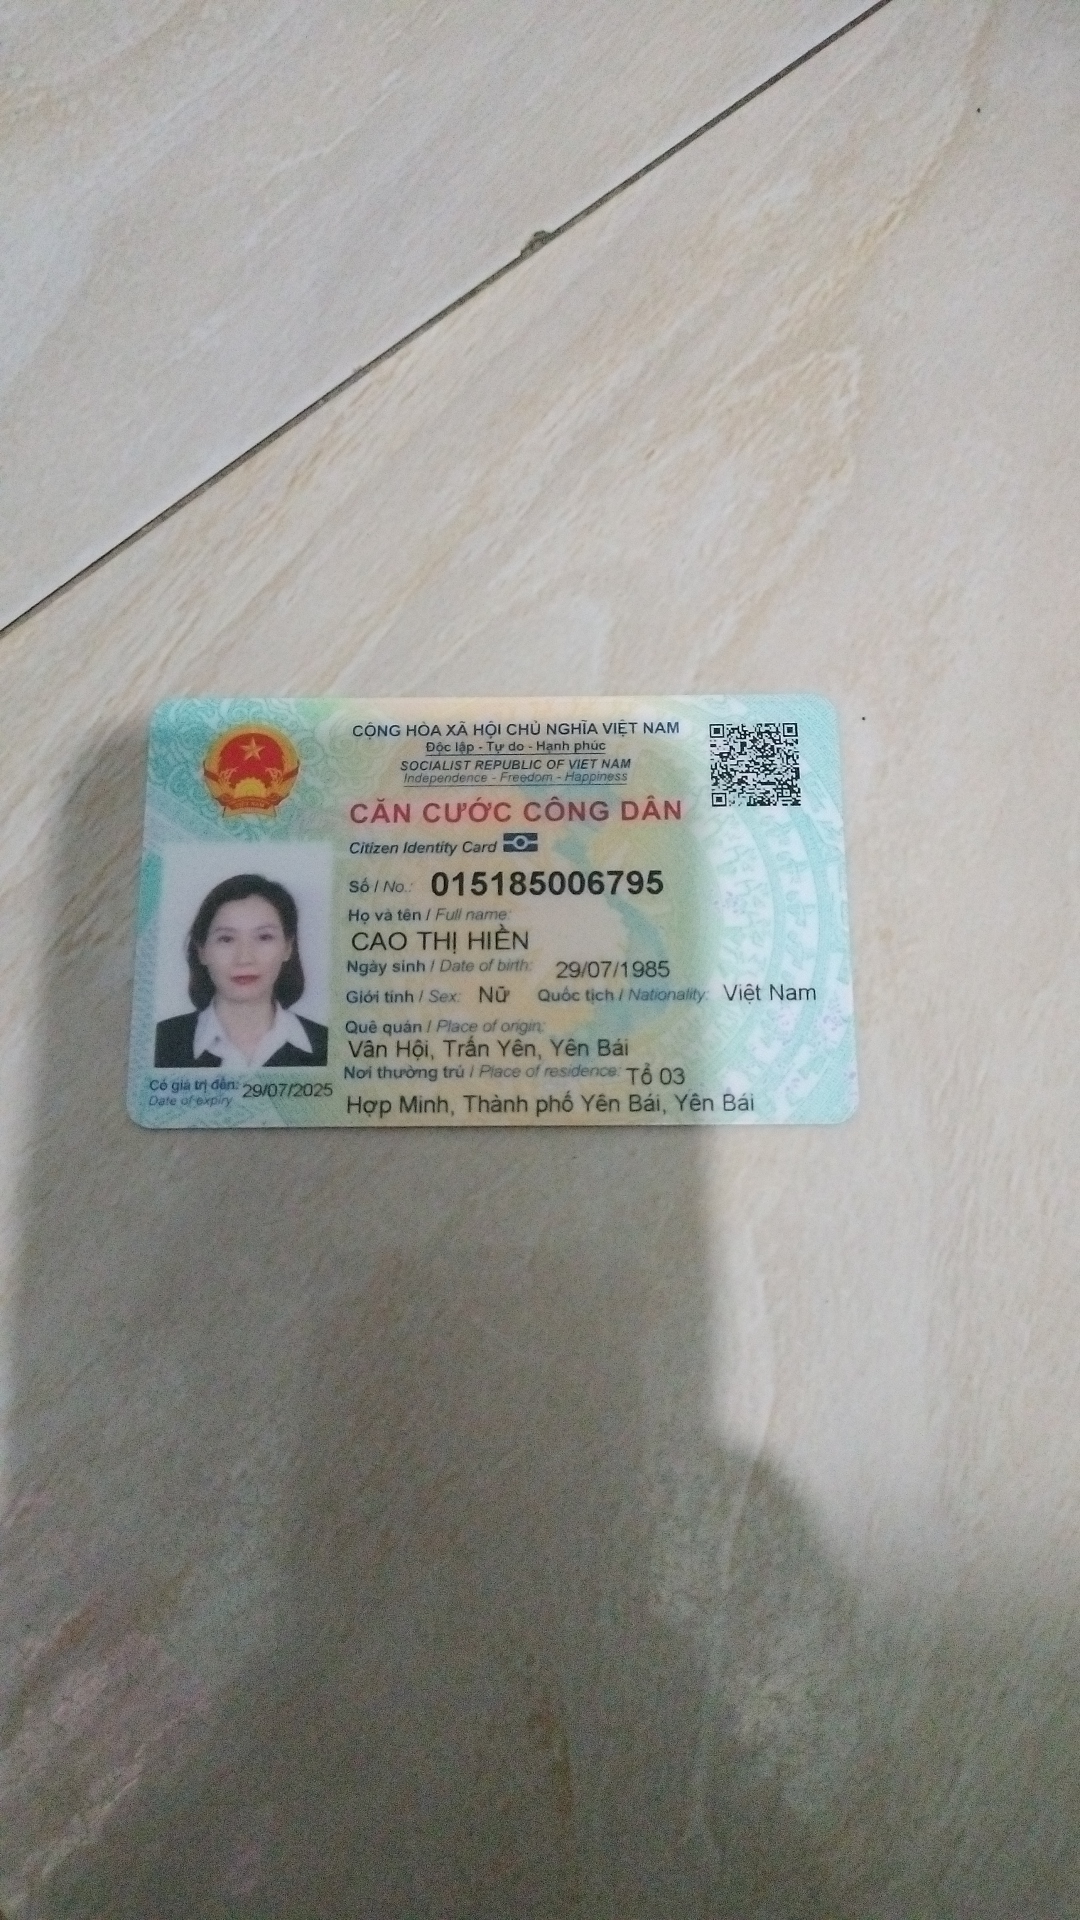 CỘNG HÒA XÃ HỘI CHỦ NGHĨA VIỆT NAM
Độc lập - Tự do - Hạnh phúc
SOCIALIST REPUBLIC OF VIET NAM
Independence - Freedom - Happiness
CĂN CƯỚC CÔNG DÂN
Citizen Identity Card
Số / No.: 015185006795
Họ và tên / Full name:
CAO THỊ HIỀN
Ngày sinh / Date of birth: 29/07/1985
Giới tính / Sex: Nữ Quốc tịch / Nationality: Việt Nam
Quê quán / Place of origin:
Vân Hội, Trấn Yên, Yên Bái
Nơi thường trú / Place of residence: Tổ 03
Hợp Minh, Thành phố Yên Bái, Yên Bái
Có giá trị đến: 29/07/2025
Date of expiry